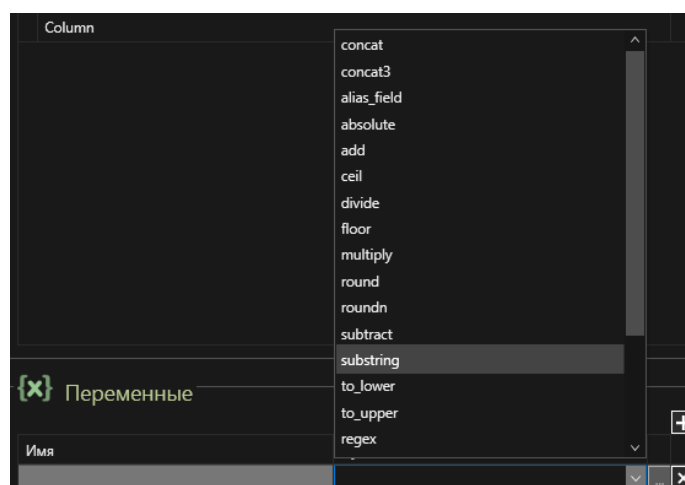 Column
concat
concat3
alias_field
absolute
add
ceil
divide
floor
multiply
round
roundn
subtract
substring
to_lower
to_upper
regex
{x} Переменные
Имя
...